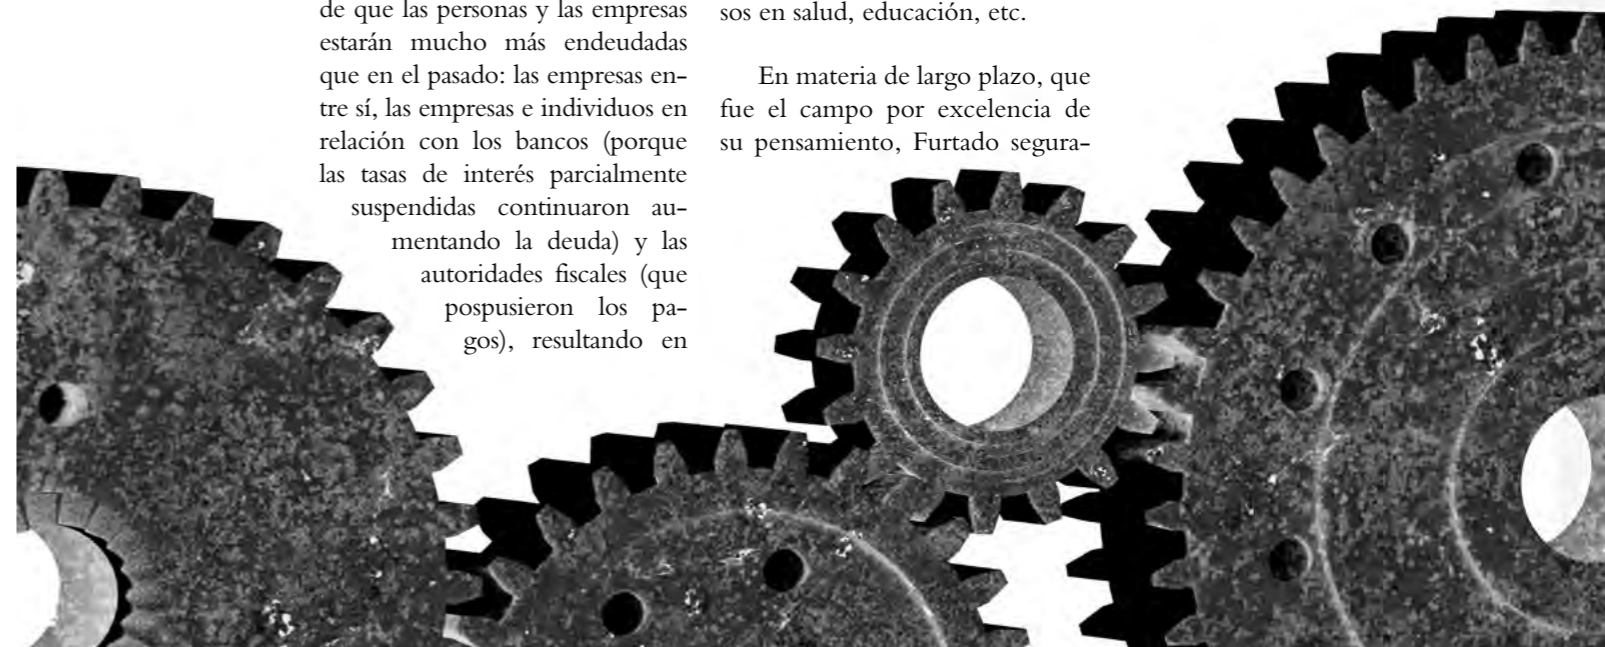 de que las personas y las empresas
estarán mucho más endeudadas
que en el pasado: las empresas en-
tre sí, las empresas e individuos en
relación con los bancos (porque
las tasas de interés parcialmente
suspendidas continuaron au-
mentando la deuda) y las
autoridades fiscales (que
pospusieron los pa-
gos), resultando en
sos en salud, educación, etc.
En materia de largo plazo, que
fue el campo por excelencia de
su pensamiento, Furtado segura-